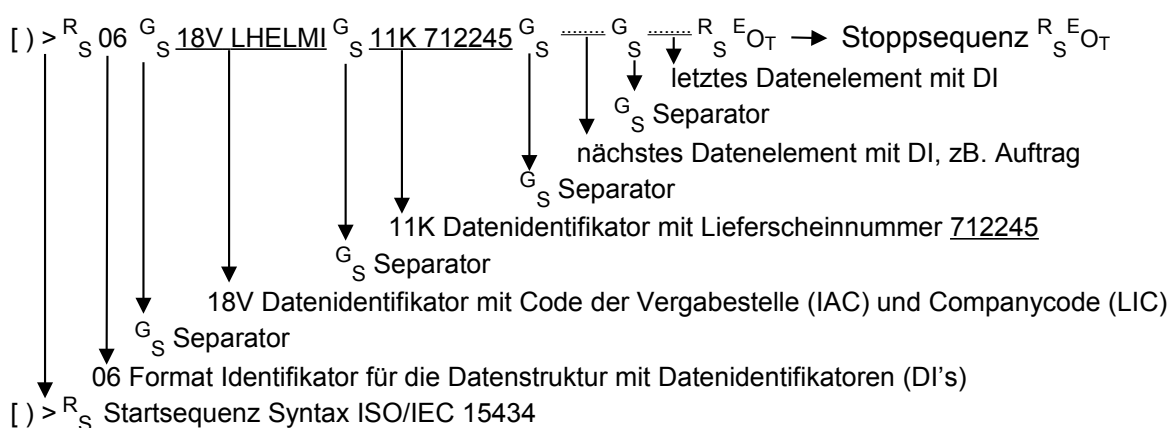 [ ) > RS 06 GS 18V LHELMI GS 11K 712245 GS ........ GS ........ RS EOT → Stoppsequenz RS EOT
letztes Datenelement mit DI
GS Separator
nächstes Datenelement mit DI, zB. Auftrag
GS Separator
11K Datenidentifikator mit Lieferscheinnummer 712245
GS Separator
18V Datenidentifikator mit Code der Vergabestelle (IAC) und Companycode (LIC)
GS Separator
06 Format Identifikator für die Datenstruktur mit Datenidentifikatoren (DI's)
[ ) > RS Startsequenz Syntax ISO/IEC 15434